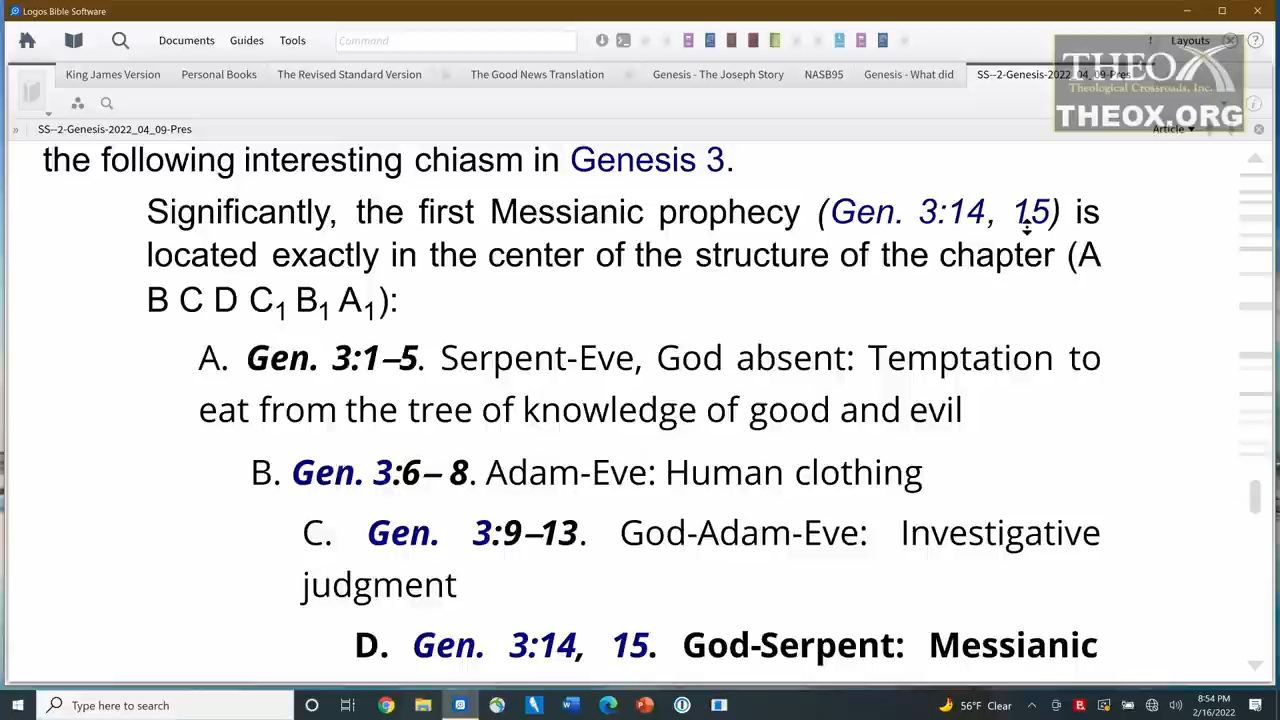 Logos Bible Software
Documents Guides Tools Command Layouts
King James Version Personal Books The Revised Standard Version The Good News Translation Genesis - The Joseph Story NASB95 Genesis - What did SS--2-Genesis-2022_04_09-Pres
THEOX
Theological Crossroads, Inc.
THEOX.ORG
SS--2-Genesis-2022_04_09-Pres Article
the following interesting chiasm in Genesis 3.
Significantly, the first Messianic prophecy (Gen. 3:14, 15) is
located exactly in the center of the structure of the chapter (A
B C D C1 B1 A1):
A. Gen. 3:1–5. Serpent-Eve, God absent: Temptation to
eat from the tree of knowledge of good and evil
B. Gen. 3:6– 8. Adam-Eve: Human clothing
C. Gen. 3:9–13. God-Adam-Eve: Investigative
judgment
D. Gen. 3:14, 15. God-Serpent: Messianic
Type here to search 56°F Clear 8:54 PM
2/16/2022